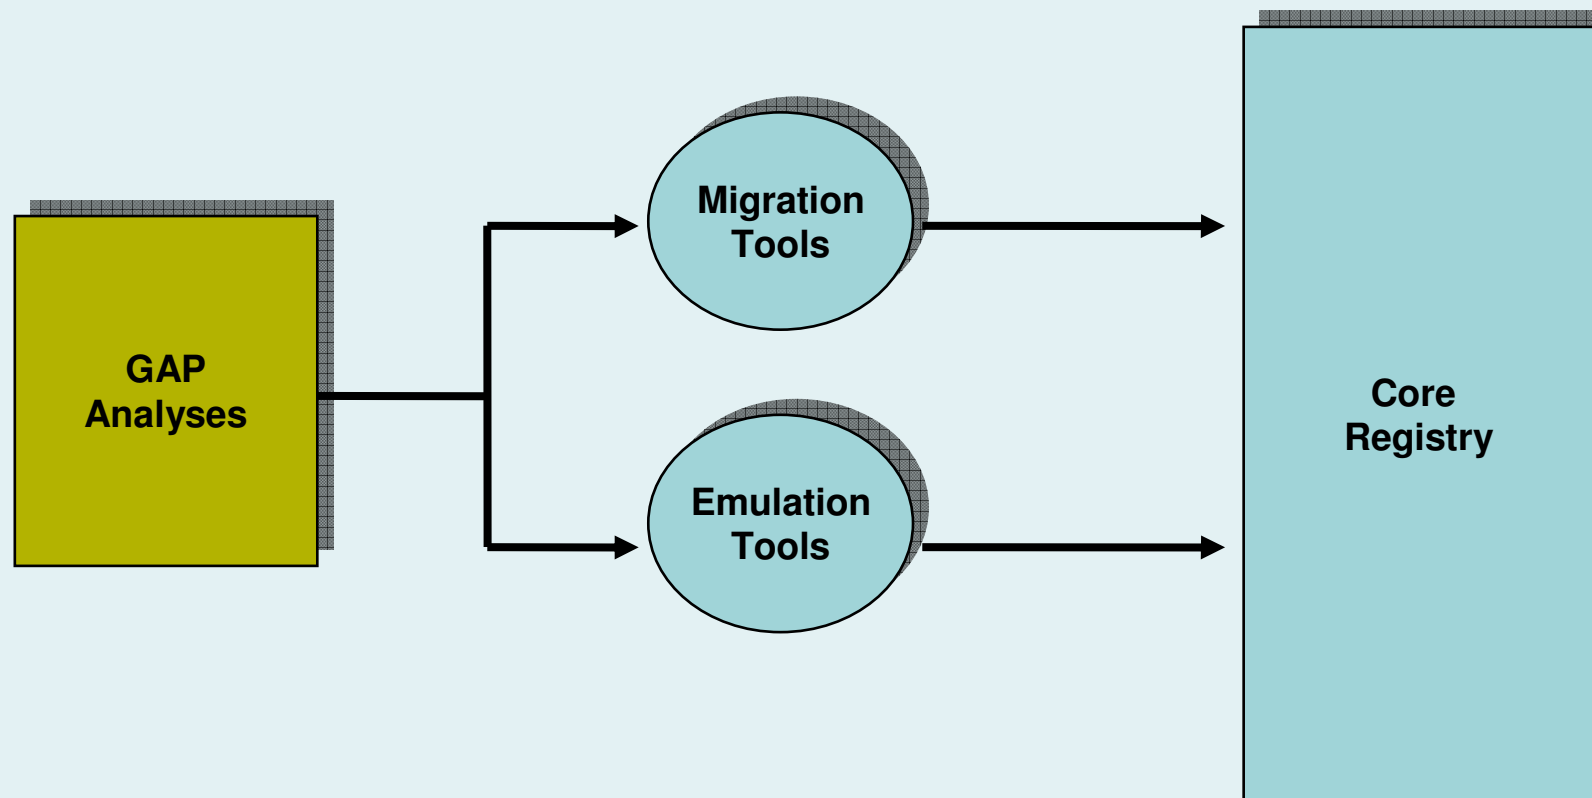 GAP
Analyses
Migration
Tools
Emulation
Tools
Core
Registry